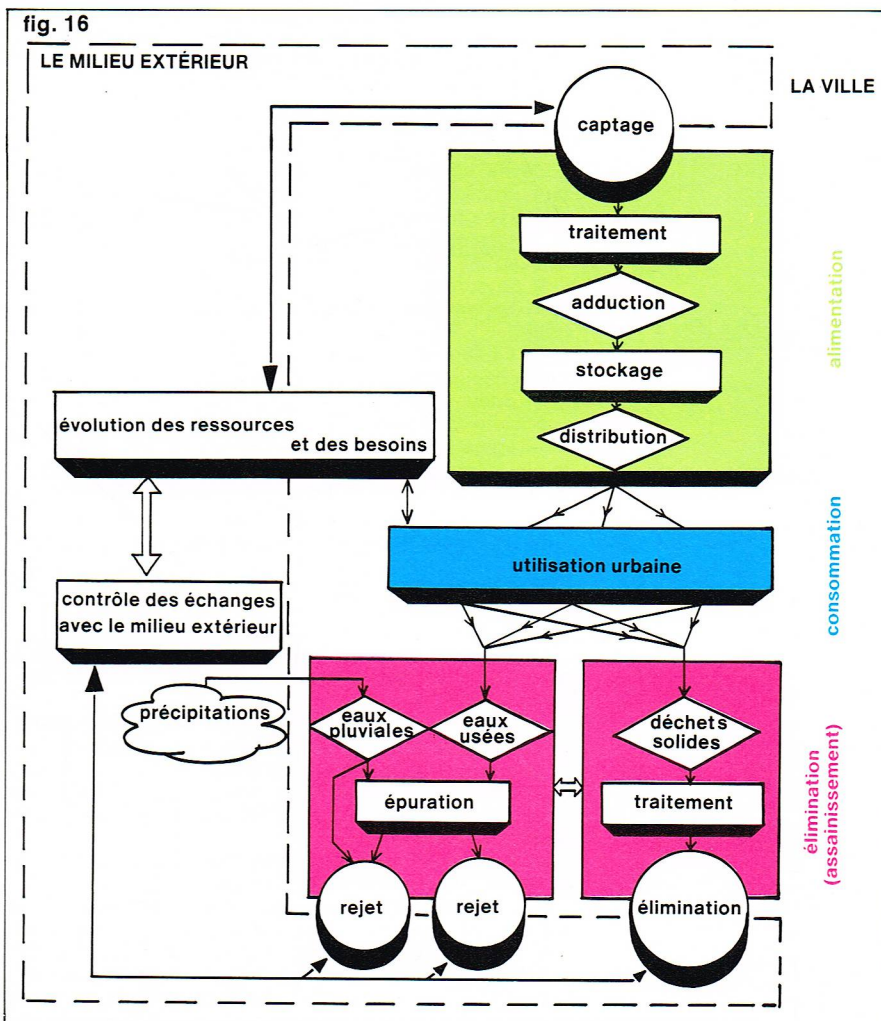 fig. 16
LE MILIEU EXTÉRIEUR
LA VILLE
captage
traitement
adduction
stockage
distribution
alimentation
évolution des ressources
et des besoins
utilisation urbaine
consommation
contrôle des échanges
avec le milieu extérieur
précipitations
eaux
pluviales
eaux
usées
déchets
solides
épuration
traitement
rejet
rejet
élimination
élimination
(assainissement)